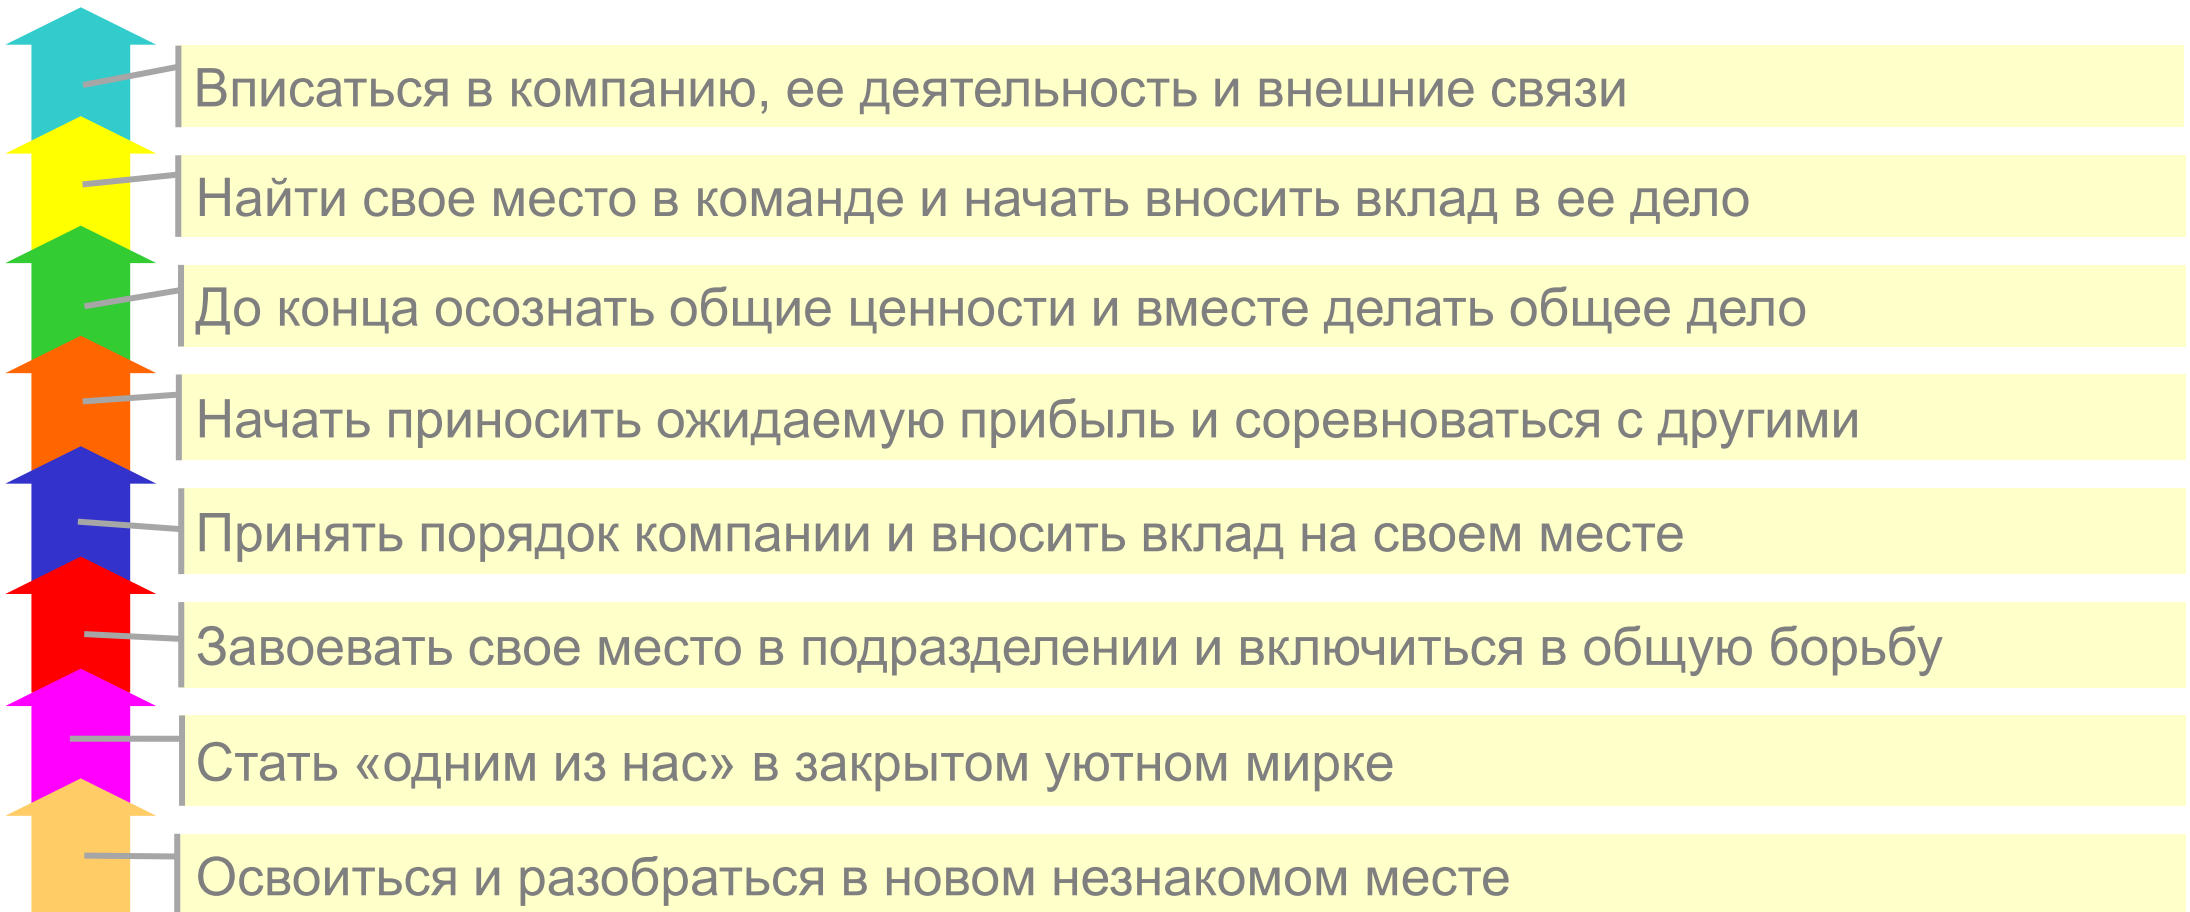 Вписаться в компанию, ее деятельность и внешние связи
Найти свое место в команде и начать вносить вклад в ее дело
До конца осознать общие ценности и вместе делать общее дело
Начать приносить ожидаемую прибыль и соревноваться с другими
Принять порядок компании и вносить вклад на своем месте
Завоевать свое место в подразделении и включиться в общую борьбу
Стать «одним из нас» в закрытом уютном мирке
Освоиться и разобраться в новом незнакомом месте